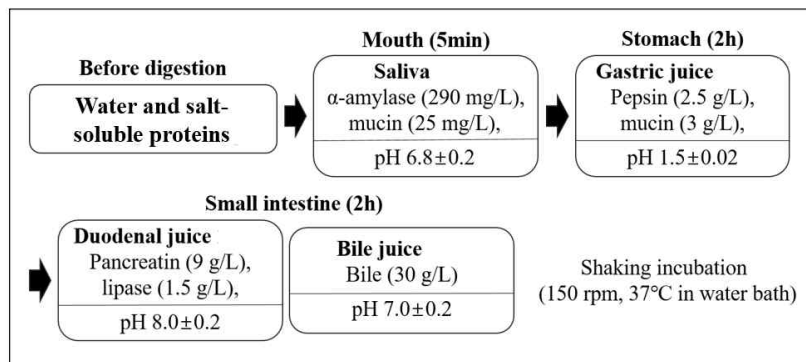 Before digestion
Water and salt-
soluble proteins
Mouth (5min)
Saliva
α-amylase (290 mg/L),
mucin (25 mg/L),
pH 6.8±0.2
Stomach (2h)
Gastric juice
Pepsin (2.5 g/L),
mucin (3 g/L),
pH 1.5±0.02
Small intestine (2h)
Duodenal juice
Pancreatin (9 g/L),
lipase (1.5 g/L),
pH 8.0±0.2
Bile juice
Bile (30 g/L)
pH 7.0±0.2
Shaking incubation
(150 rpm, 37℃ in water bath)